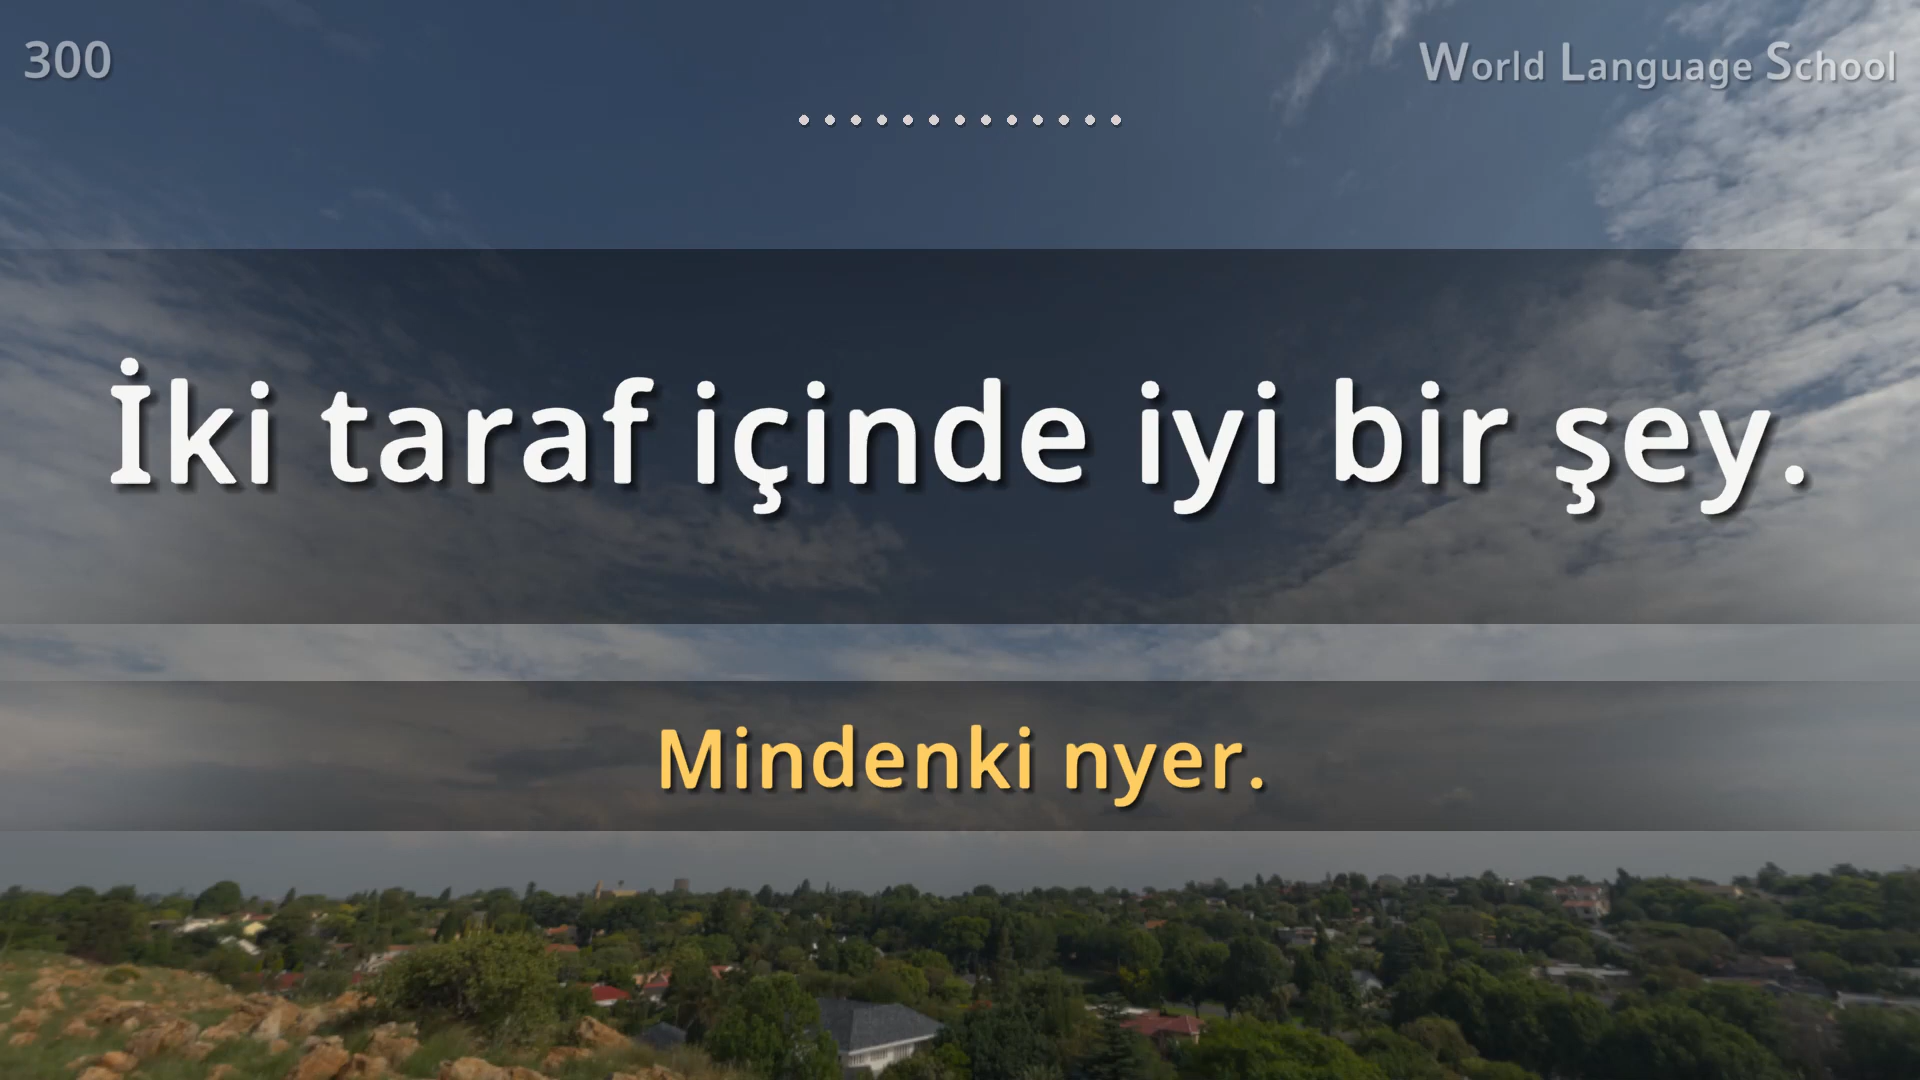 300
World Language School
İki taraf içinde iyi bir şey.
Mindenki nyer.